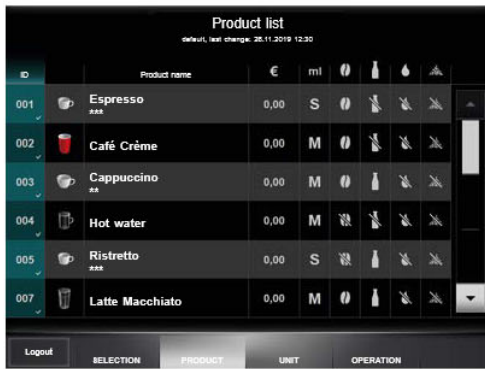 Product list
default, last change: 26.11.2019 12:30
ID Product name € ml
001 Espresso 0,00 S
***
002 Café Crème 0,00 M
003 Cappuccino 0,00 M
**
004 Hot water 0,00 M
005 Ristretto 0,00 S
***
007 Latte Macchiato 0,00 M
Logout SELECTION PRODUCT UNIT OPERATION